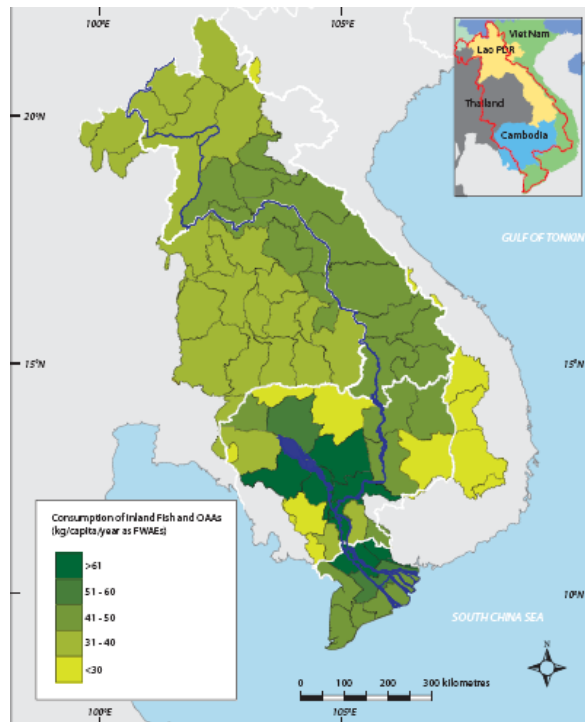 100°E
105°E
Viet Nam
Lao PDR
Thailand
Cambodia
20°N
GULF OF TONKIN
15°N
15°N
Consumption of Inland Fish and OAAs
(kg/capita/year as FWAEs)
>61
51 - 60
41 - 50
31 - 40
<30
10°N
10°N
SOUTH CHINA SEA
N
0 100 200 300 kilometres
100°E
105°E